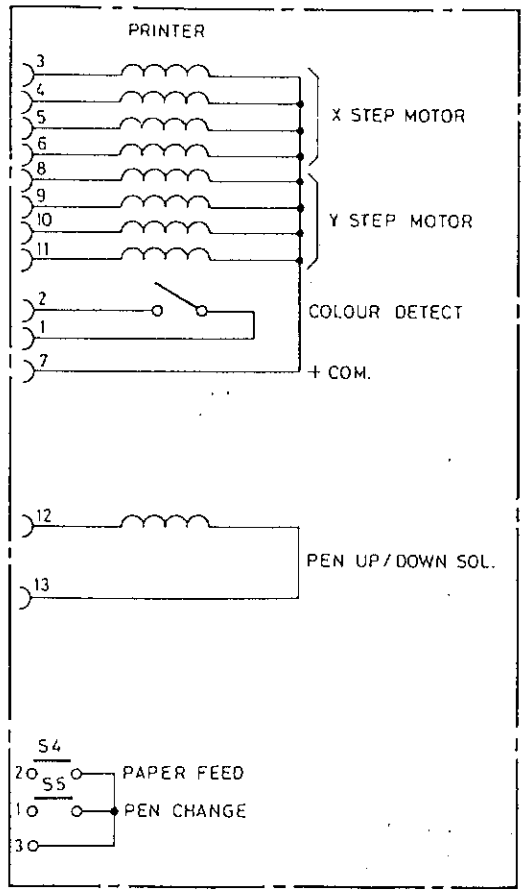 PRINTER
3
4
5
6
X STEP MOTOR
8
9
10
11
Y STEP MOTOR
2
COLOUR DETECT
1
7
+ COM.
12
PEN UP/DOWN SOL.
13
S4
2 PAPER FEED
S5
1 PEN CHANGE
3